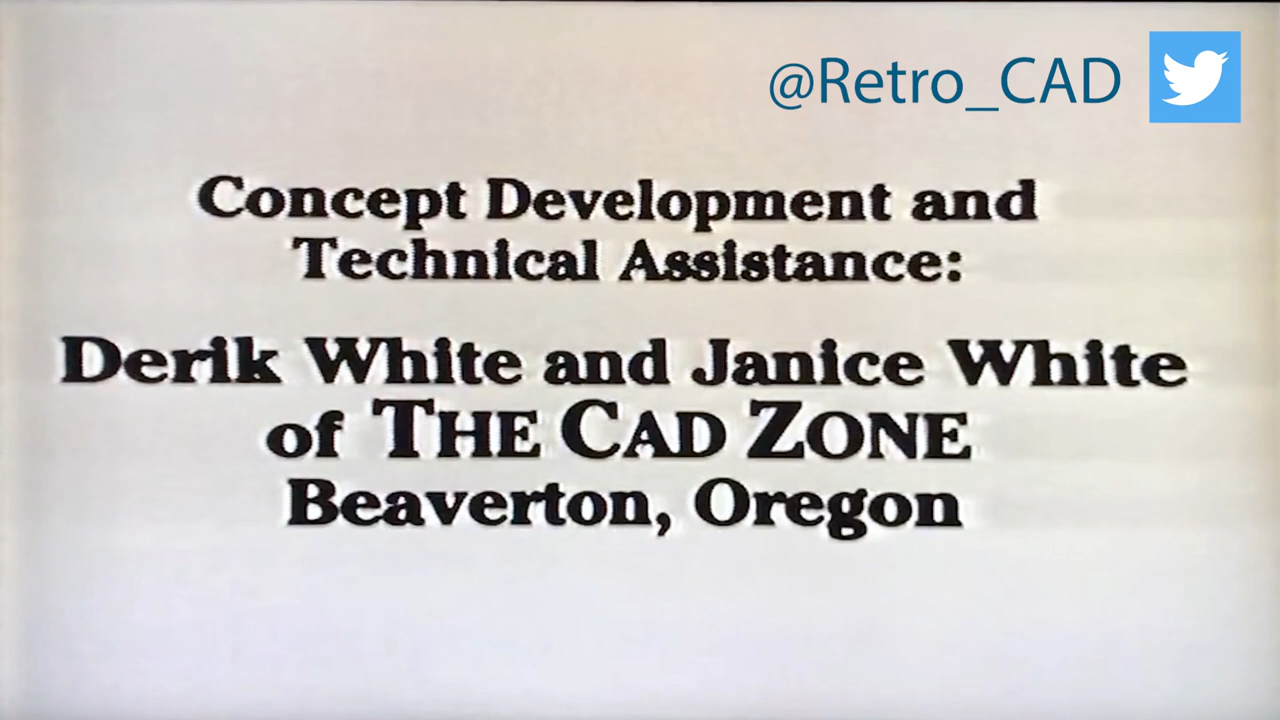 @Retro_CAD
Concept Development and
Technical Assistance:
Derik White and Janice White
of THE CAD ZONE
Beaverton, Oregon